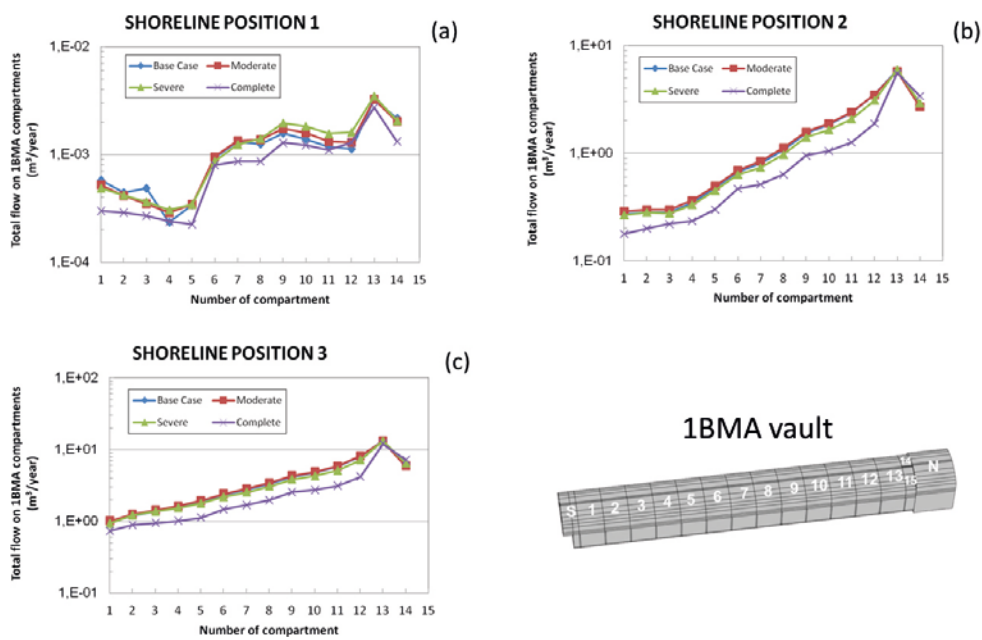 SHORELINE POSITION 1
(a)
Total flow on 1BMA compartments
(m³/year)
1,E-02
1,E-03
1,E-04
Base Case
Moderate
Severe
Complete
1 2 3 4 5 6 7 8 9 10 11 12 13 14 15
Number of compartment
SHORELINE POSITION 2
(b)
Total flow on 1BMA compartments
(m³/year)
1,E+01
1,E+00
1,E-01
Base Case
Moderate
Severe
Complete
1 2 3 4 5 6 7 8 9 10 11 12 13 14 15
Number of compartment
SHORELINE POSITION 3
(c)
Total flow on 1BMA compartments
(m³/year)
1,E+02
1,E+01
1,E+00
1,E-01
Base Case
Moderate
Severe
Complete
1 2 3 4 5 6 7 8 9 10 11 12 13 14 15
Number of compartment
1BMA vault
S 1 2 3 4 5 6 7 8 9 10 11 12 13 14 15 N